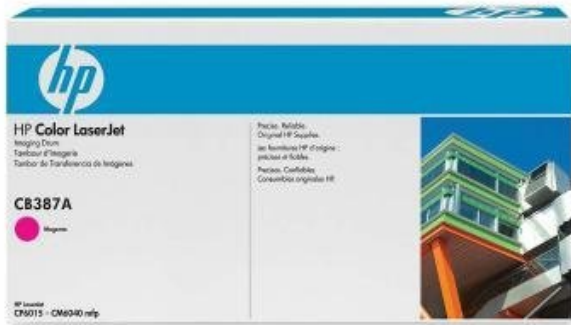 hp
HP Color LaserJet
Imaging Drum
Tambour d'Imagerie
Tambor de Transferencia de Imágenes
CB387A
Magenta
HP LaserJet
CP6015 - CM6040 mfp
Precise. Reliable.
Original HP Supplies.
Les fournitures HP d'origine :
précises et fiables.
Precisos. Confiables.
Consumibles originales HP.